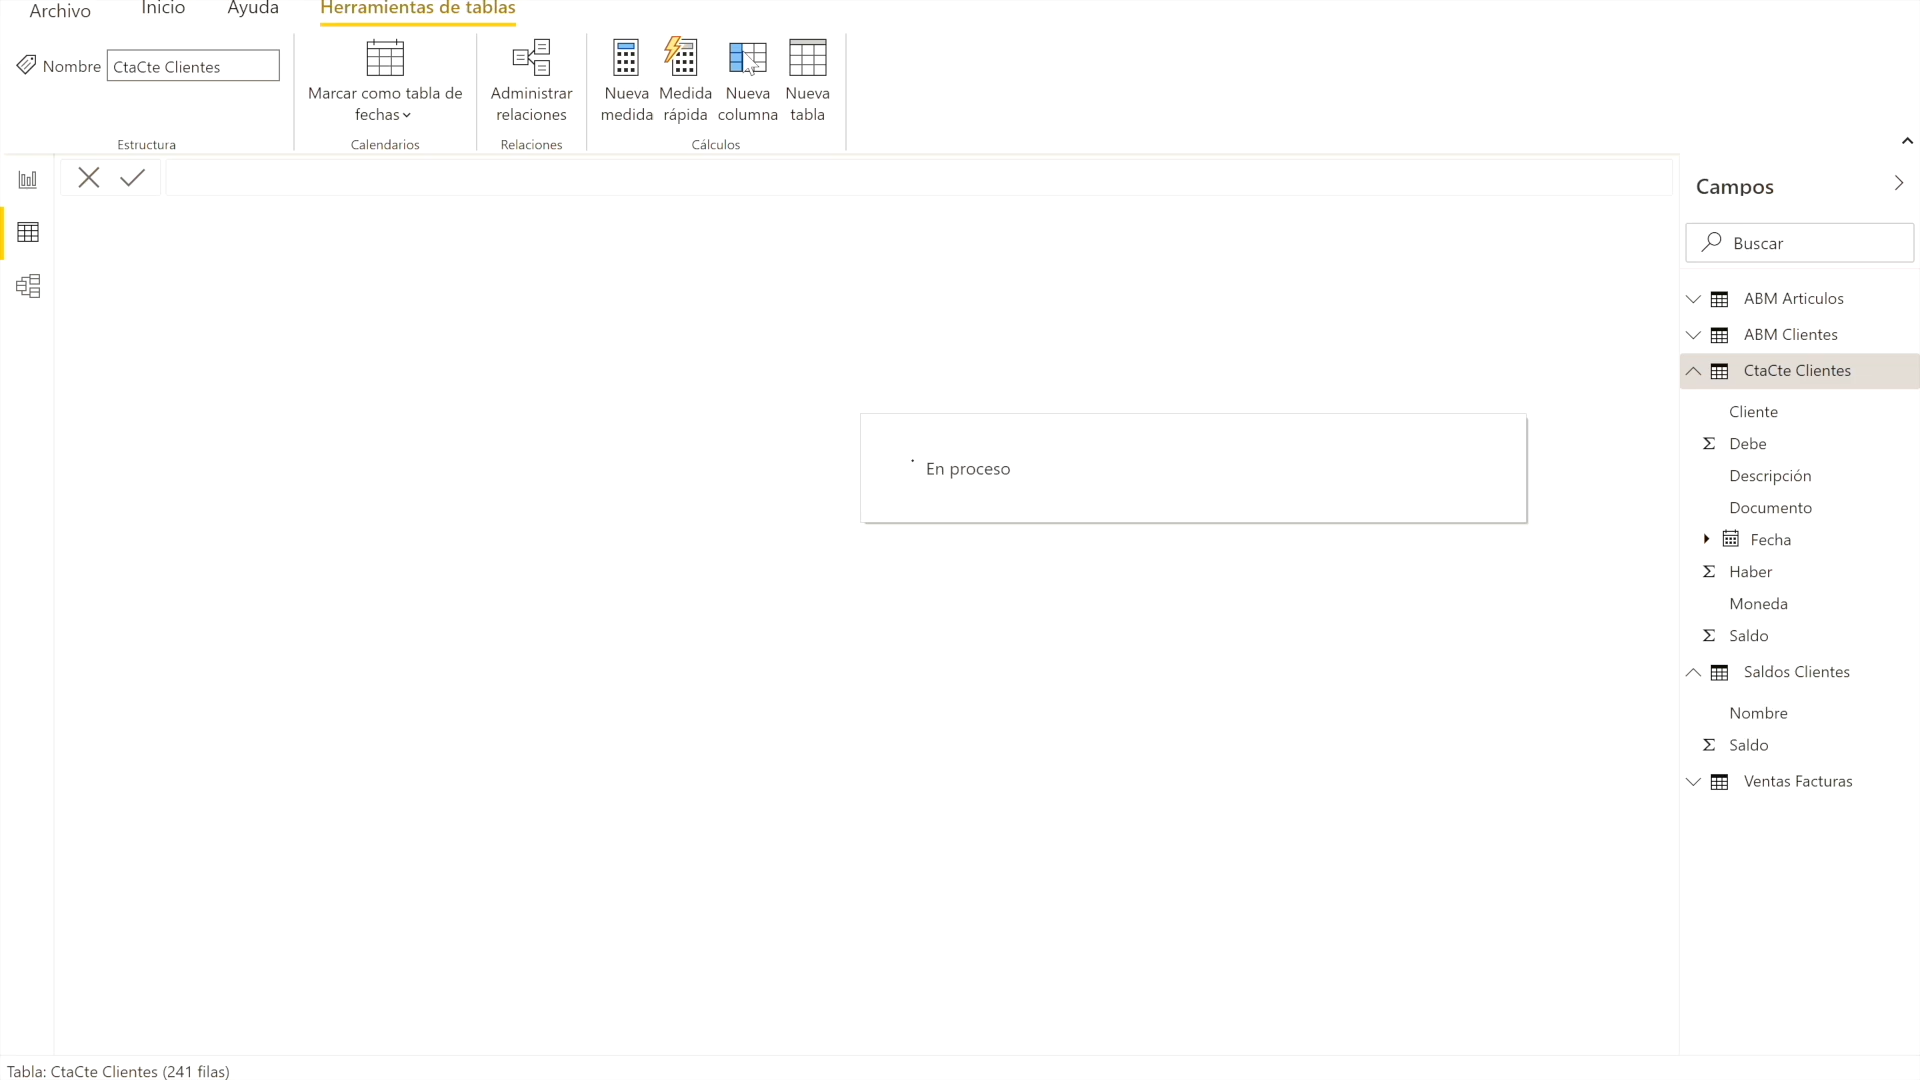 Archivo
Inicio
Ayuda
Herramientas de tablas
Nombre
CtaCte Clientes
Marcar como tabla de
fechas
Administrar
relaciones
Nueva
medida
Medida
rápida
Nueva
columna
Nueva
tabla
Estructura
Calendarios
Relaciones
Cálculos
Campos
Buscar
ABM Articulos
ABM Clientes
CtaCte Clientes
Cliente
Debe
Descripción
Documento
Fecha
Haber
Moneda
Saldo
Saldos Clientes
Nombre
Saldo
Ventas Facturas
En proceso
Tabla: CtaCte Clientes (241 filas)